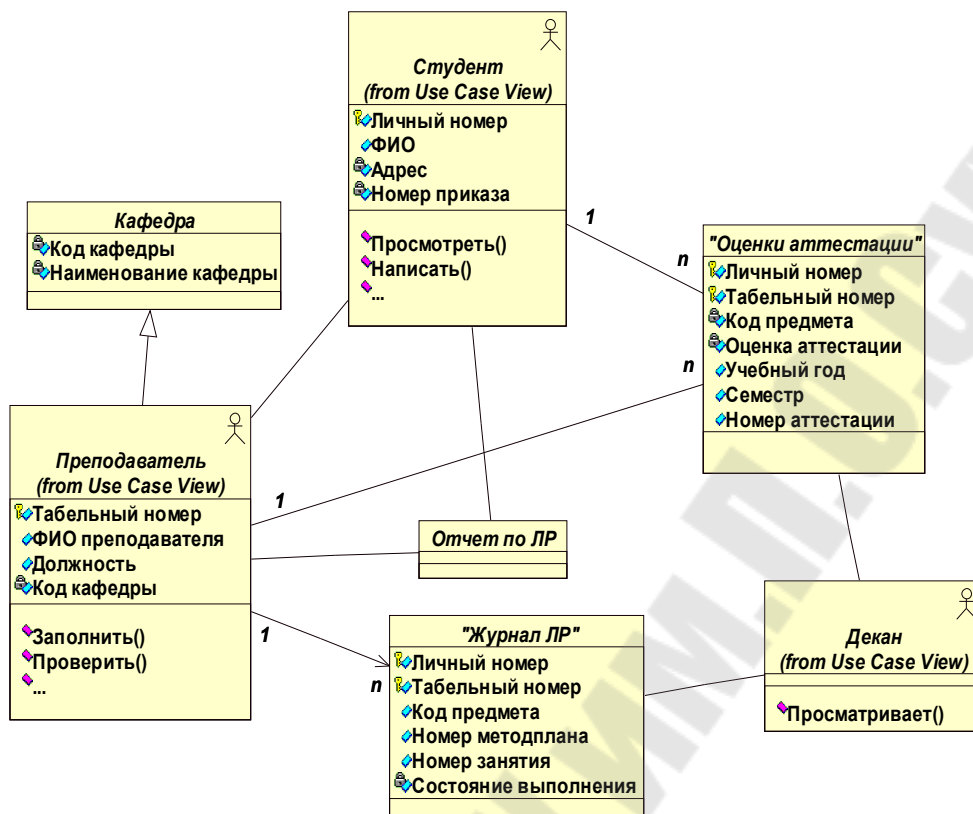 Студент
(from Use Case View)
Личный номер
ФИО
Адрес
Номер приказа
Просмотреть()
Написать()
...
Кафедра
Код кафедры
Наименование кафедры
1
n
"Оценки аттестации"
Личный номер
Табельный номер
Код предмета
Оценка аттестации
Учебный год
Семестр
Номер аттестации
n
1
Преподаватель
(from Use Case View)
Табельный номер
ФИО преподавателя
Должность
Код кафедры
Заполнить()
Проверить()
...
Отчет по ЛР
1
n
"Журнал ЛР"
Личный номер
Табельный номер
Код предмета
Номер методплана
Номер занятия
Состояние выполнения
Декан
(from Use Case View)
Просматривает()